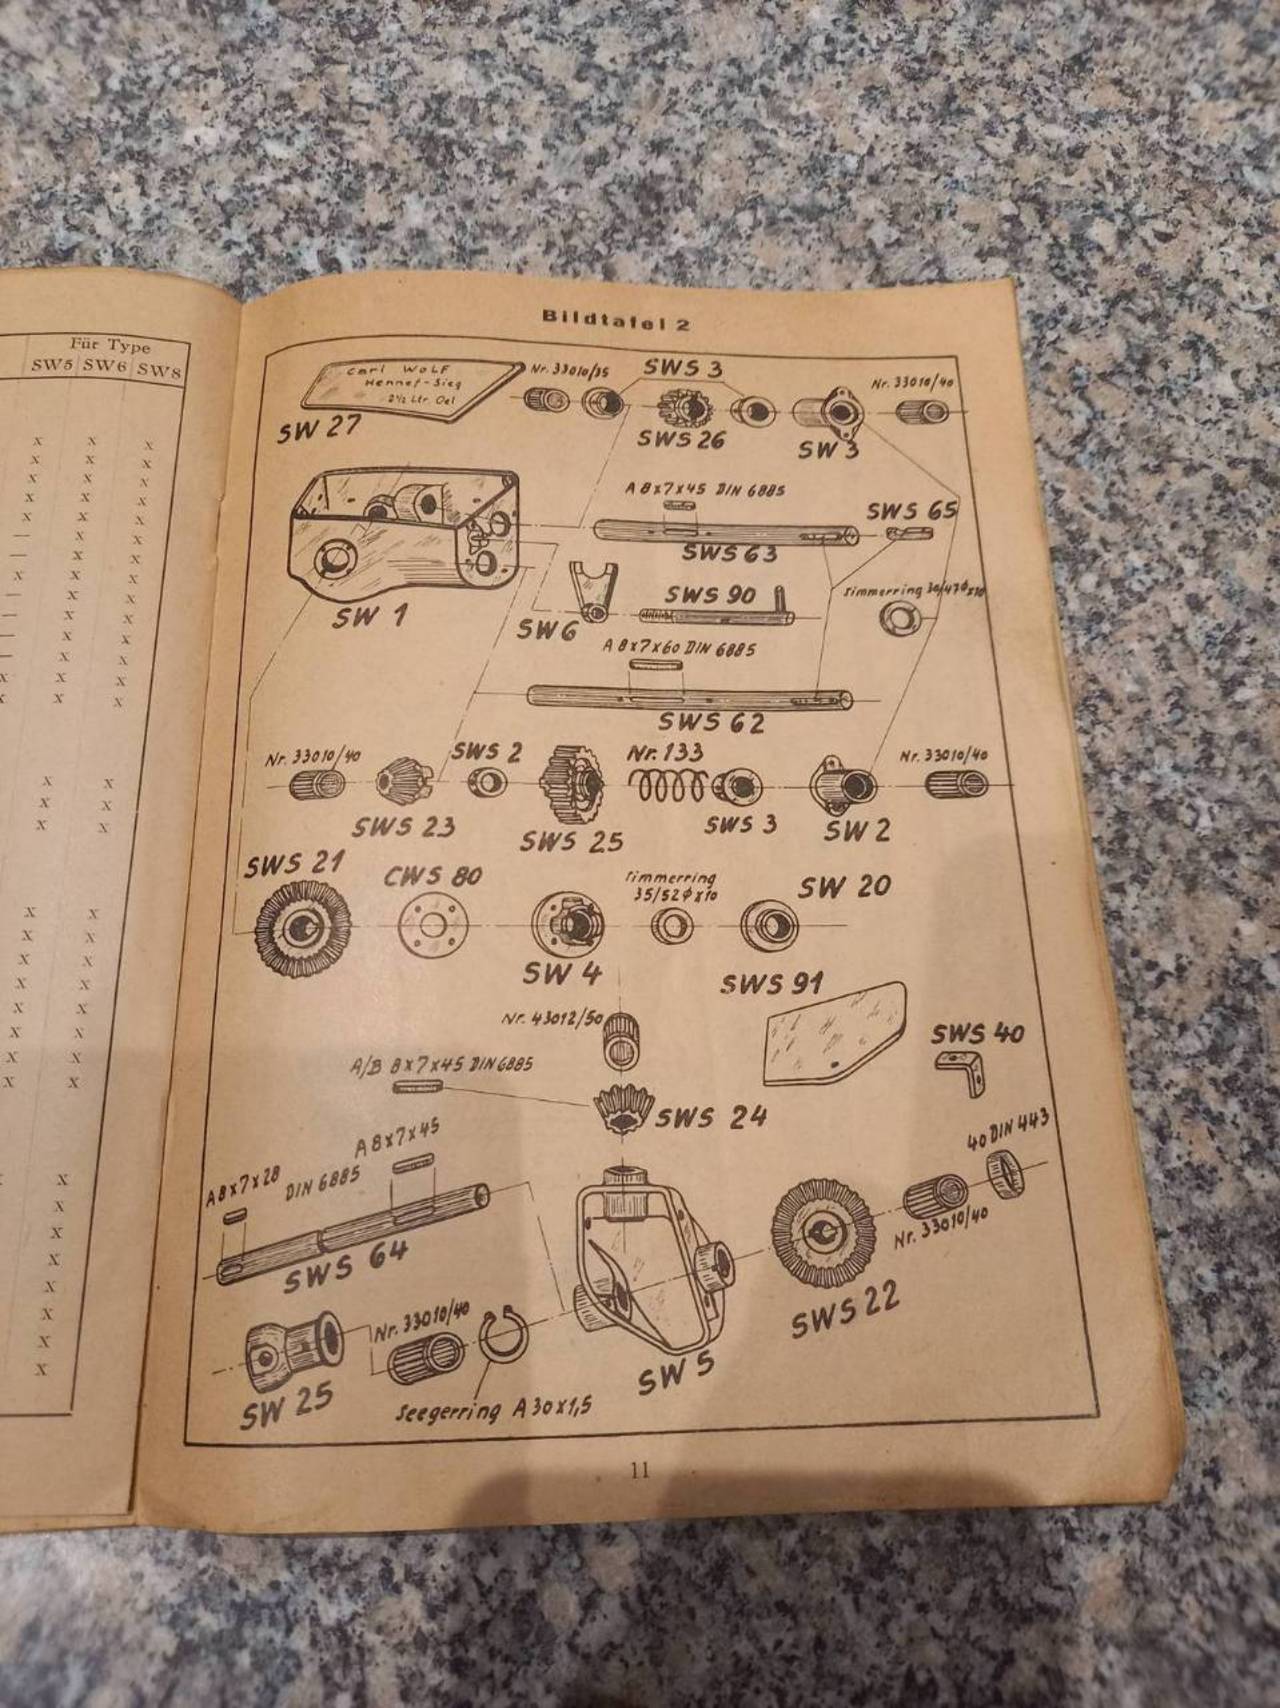 Für Type
SW5 SW6 SW8
Bildtafel 2
Carl Wolf
Hennef-Sieg
2½ Ltr. Oel
SW 27
Nr. 33010/35
SWS 3
Nr. 33010/40
SWS 26
SW 3
A 8x7x45 DIN 6885
SWS 65
SWS 63
SW 1
SWS 90
Simmerring 30/47φx10
SW6
A 8x7x60 DIN 6885
SWS 62
Nr. 33010/40
SWS 2
Nr. 133
Nr. 33010/40
SWS 23
SWS 25
SWS 3
SW 2
SWS 21
CWS 80
Simmerring
35/52φx10
SW 20
SW 4
SWS 91
Nr. 43012/50
SWS 40
A/B 8x7x45 DIN 6885
SWS 24
A 8x7x45
40 DIN 443
A 8x7x28
DIN 6885
Nr. 33010/40
SWS 64
SWS 22
Nr. 33010/40
SW 5
SW 25
Seegerring A 30x1,5
11